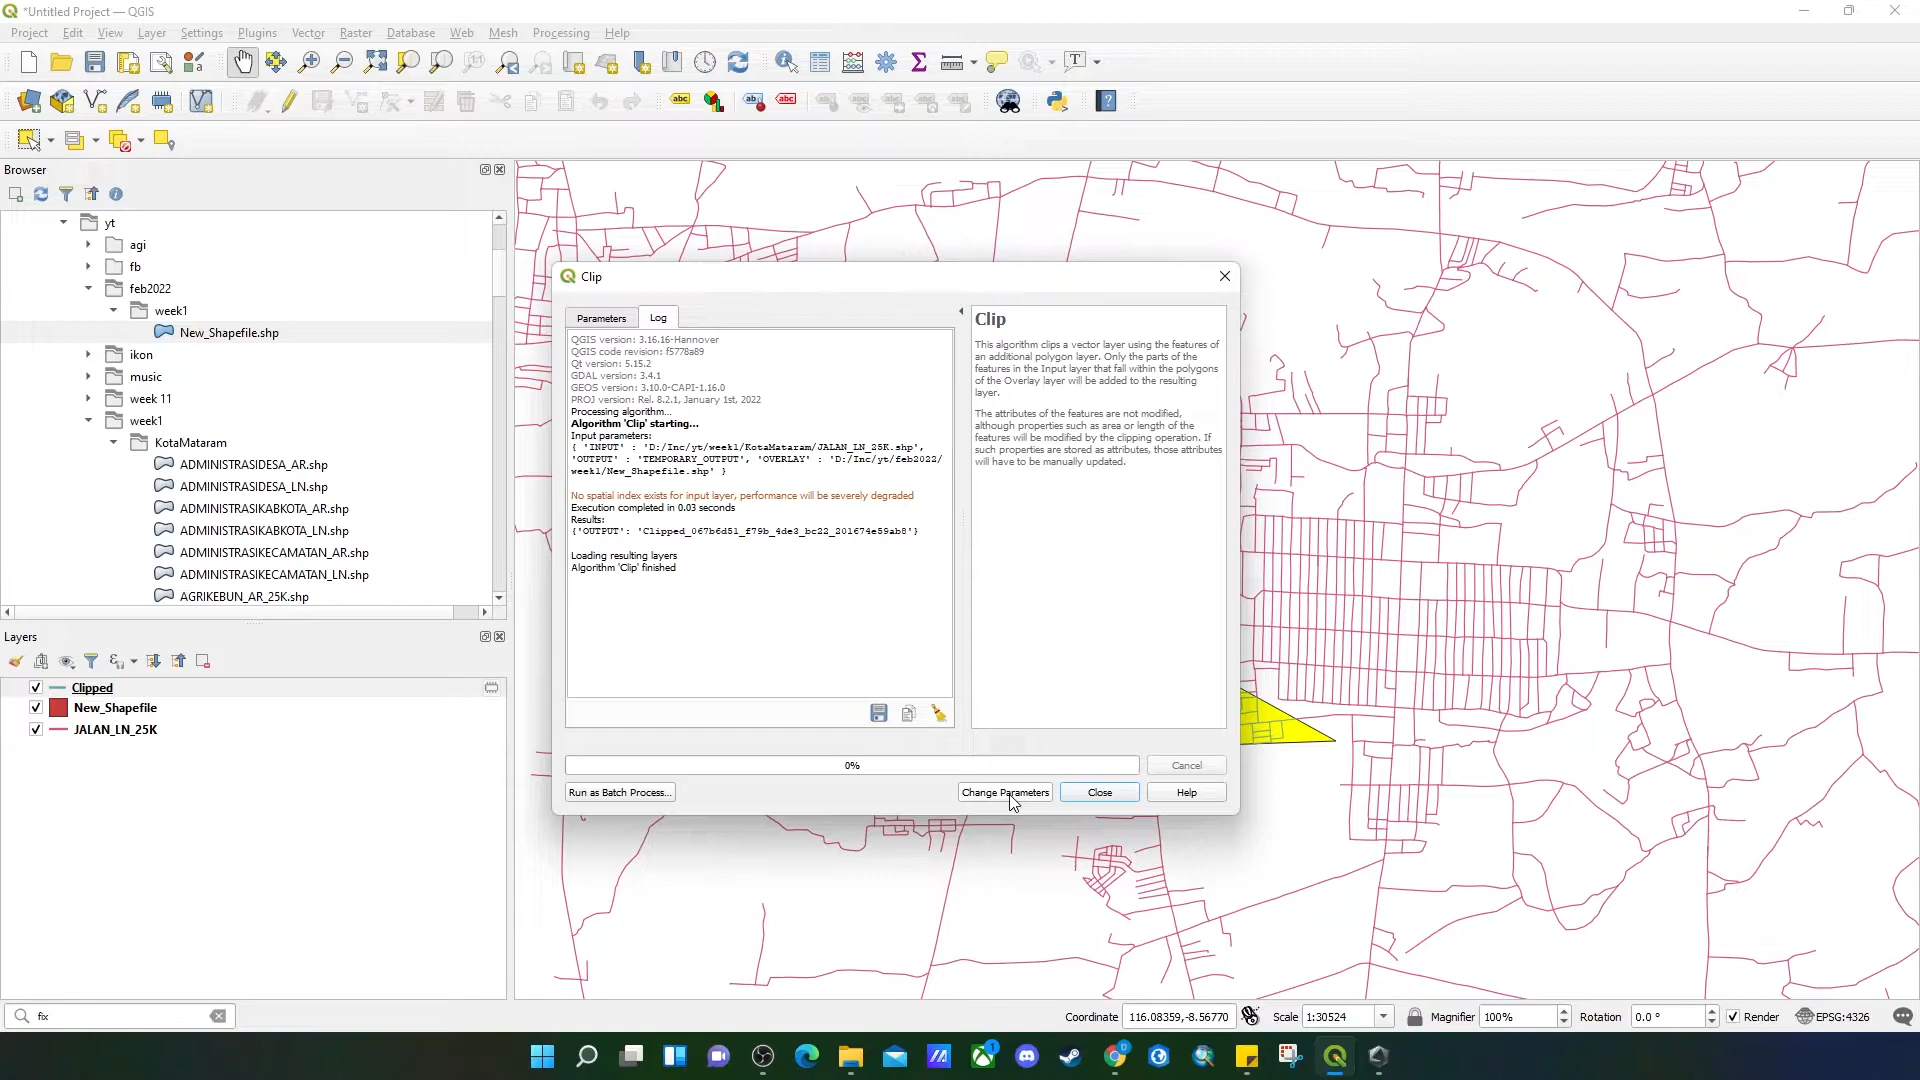 *Untitled Project — QGIS
Project Edit View Layer Settings Plugins Vector Raster Database Web Mesh Processing Help
Browser
yt
agi
fb
feb2022
week1
New_Shapefile.shp
ikon
music
week 11
week1
KotaMataram
ADMINISTRASIDESA_AR.shp
ADMINISTRASIDESA_LN.shp
ADMINISTRASIKABKOTA_AR.shp
ADMINISTRASIKABKOTA_LN.shp
ADMINISTRASIKECAMATAN_AR.shp
ADMINISTRASIKECAMATAN_LN.shp
AGRIKEBUN_AR_25K.shp
Layers
Clipped
New_Shapefile
JALAN_LN_25K
Clip
Parameters Log
QGIS version: 3.16.16-Hannover
QGIS code revision: f5778a89
Qt version: 5.15.2
GDAL version: 3.4.1
GEOS version: 3.10.0-CAPI-1.16.0
PROJ version: Rel. 8.2.1, January 1st, 2022
Processing algorithm...
Algorithm 'Clip' starting...
Input parameters:
{ 'INPUT' : 'D:/Inc/yt/week1/KotaMataram/JALAN_LN_25K.shp',
'OUTPUT' : 'TEMPORARY_OUTPUT', 'OVERLAY' : 'D:/Inc/yt/feb2022/
week1/New_Shapefile.shp' }
No spatial index exists for input layer, performance will be severely degraded
Execution completed in 0.03 seconds
Results:
{'OUTPUT': 'Clipped_067b6d51_f79b_4de3_bc22_201674e59ab8'}
Loading resulting layers
Algorithm 'Clip' finished
Clip
This algorithm clips a vector layer using the features of
an additional polygon layer. Only the parts of the
features in the Input layer that fall within the polygons
of the Overlay layer will be added to the resulting
layer.
The attributes of the features are not modified,
although properties such as area or length of the
features will be modified by the clipping operation. If
such properties are stored as attributes, those attributes
will have to be manually updated.
0% Cancel
Run as Batch Process... Change Parameters Close Help
fix
Coordinate 116.08359,-8.56770 Scale 1:30524 Magnifier 100% Rotation 0.0 ° Render EPSG:4326